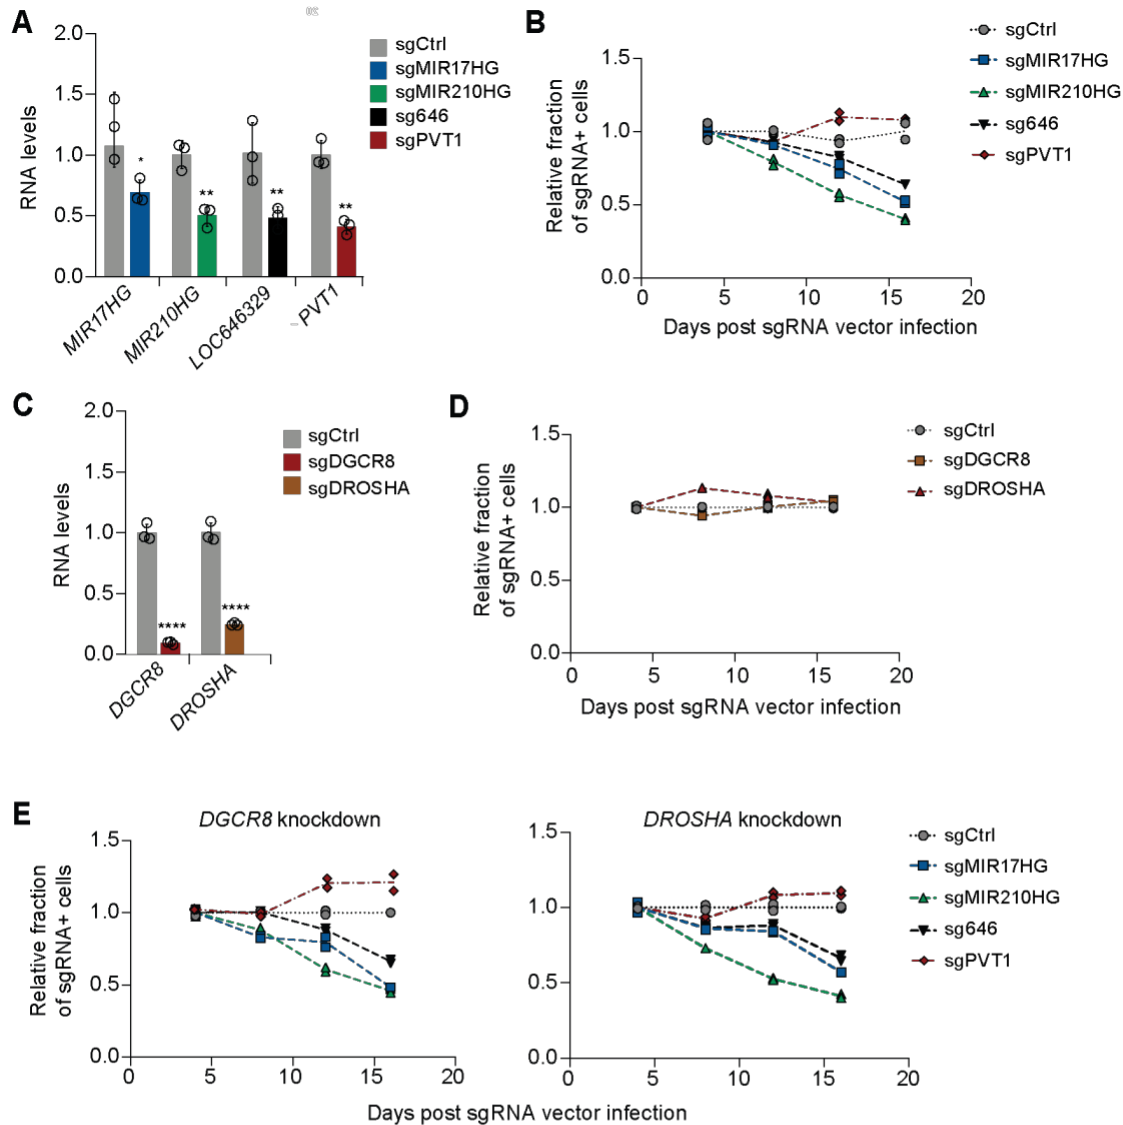 A
2.0
1.5
1.0
0.5
0.0
RNA levels
*
**
**
**
MIR17HG
MIR210HG
LOC646329
_PVT1
sgCtrl
sgMIR17HG
sgMIR210HG
sg646
sgPVT1
B
1.5
1.0
0.5
0.0
Relative fraction
of sgRNA+ cells
0
5
10
15
20
Days post sgRNA vector infection
sgCtrl
sgMIR17HG
sgMIR210HG
sg646
sgPVT1
C
2.0
1.5
1.0
0.5
0.0
RNA levels
****
****
DGCR8
DROSHA
sgCtrl
sgDGCR8
sgDROSHA
D
1.5
1.0
0.5
0.0
Relative fraction
of sgRNA+ cells
0
5
10
15
20
Days post sgRNA vector infection
sgCtrl
sgDGCR8
sgDROSHA
E
DGCR8 knockdown
1.5
1.0
0.5
0.0
Relative fraction
of sgRNA+ cells
0
5
10
15
20
DROSHA knockdown
1.5
1.0
0.5
0.0
0
5
10
15
20
Days post sgRNA vector infection
sgCtrl
sgMIR17HG
sgMIR210HG
sg646
sgPVT1